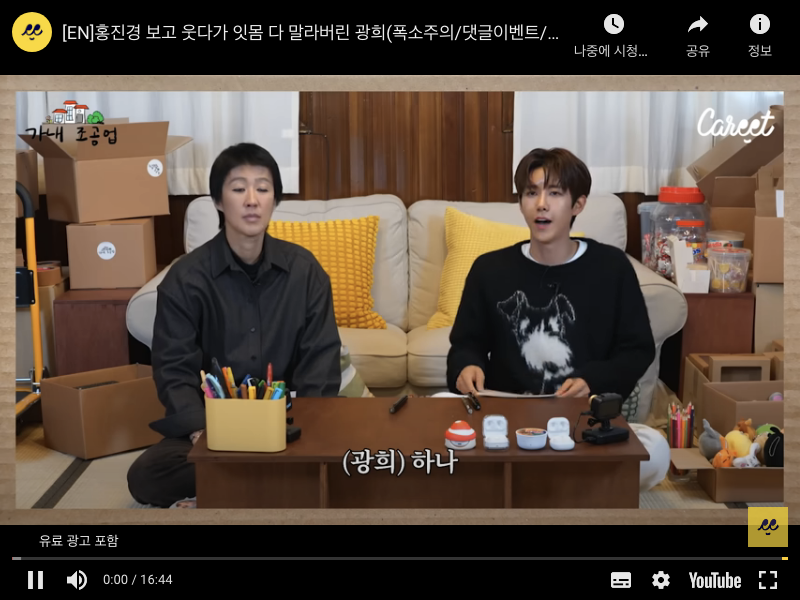 [EN]홍진경 보고 웃다가 잇몸 다 말라버린 광희(폭소주의/댓글이벤트/...
나중에 시청...
공유
정보
가내 조공업
Careet
(광희) 하나
유료 광고 포함
0:00 / 16:44
YouTube